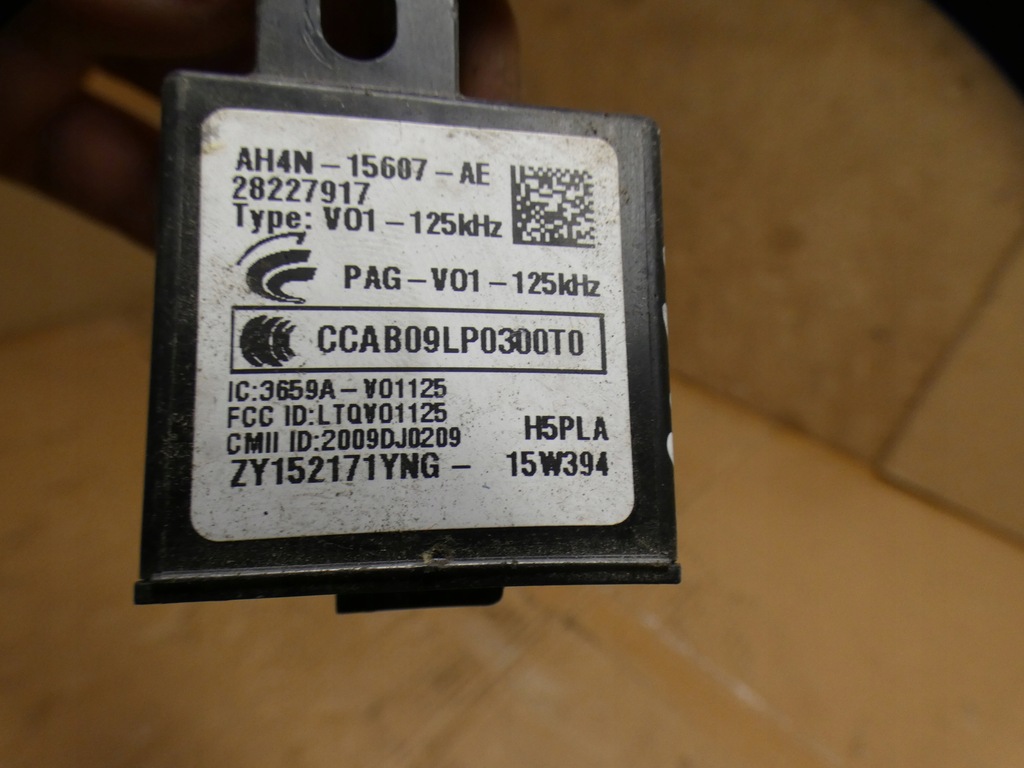 AH4N-15607-AE
28227917
Type: V01-125kHz
PAG-V01-125kHz
CCAB09LP0300T0
IC:3659A-V01125
FCC ID:LTQV01125
CMII ID:2009DJ0209
H5PLA
ZY152171YNG- 15W394